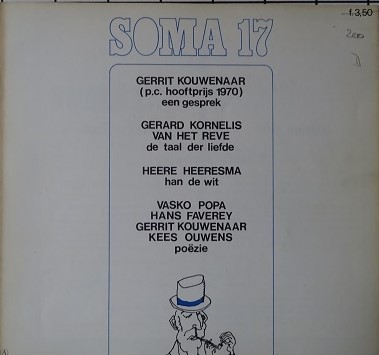 f.3,50
SOMA 17
GERRIT KOUWENAAR
(p.c. hooftprijs 1970)
een gesprek
GERARD KORNELIS
VAN HET REVE
de taal der liefde
HEERE HEERESMA
han de wit
VASKO POPA
HANS FAVEREY
GERRIT KOUWENAAR
KEES OUWENS
poëzie